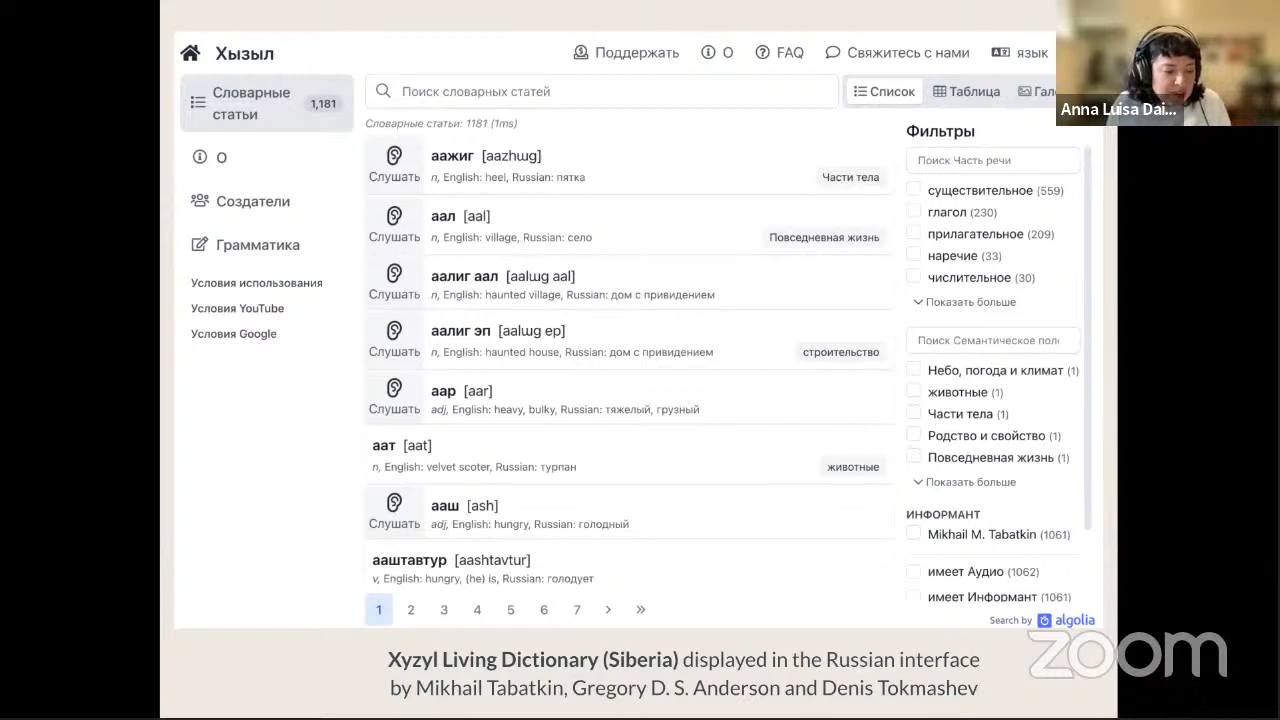 Хызыл
Поддержать
О
FAQ
Свяжитесь с нами
язык
Anna Luisa Dai...
Словарные статьи 1,181
О
Создатели
Грамматика
Условия использования
Условия YouTube
Условия Google
Поиск словарных статей
Список
Таблица
Гал
Словарные статьи: 1181 (1ms)
Слушать
аажиг [aazhɯg]
n, English: heel, Russian: пятка
Части тела
Слушать
аал [aal]
n, English: village, Russian: село
Повседневная жизнь
Слушать
аалиг аал [aalɯg aal]
n, English: haunted village, Russian: дом с привидением
Слушать
аалиг эп [aalɯg ep]
n, English: haunted house, Russian: дом с привидением
строительство
Слушать
аар [aar]
adj, English: heavy, bulky, Russian: тяжелый, грузный
аат [aat]
n, English: velvet scoter, Russian: турпан
животные
Слушать
ааш [ash]
adj, English: hungry, Russian: голодный
ааштавтур [aashtavtur]
v, English: hungry, (he) is, Russian: голодует
1 2 3 4 5 6 7 › »
Фильтры
Поиск Часть речи
существительное (559)
глагол (230)
прилагательное (209)
наречие (33)
числительное (30)
Показать больше
Поиск Семантическое пол
Небо, погода и климат (1)
животные (1)
Части тела (1)
Родство и свойство (1)
Повседневная жизнь (1)
Показать больше
ИНФОРМАНТ
Mikhail M. Tabatkin (1061)
имеет Аудио (1062)
имеет Информант (1061)
Search by algolia
Xyzyl Living Dictionary (Siberia) displayed in the Russian interface
by Mikhail Tabatkin, Gregory D. S. Anderson and Denis Tokmashev
zoom